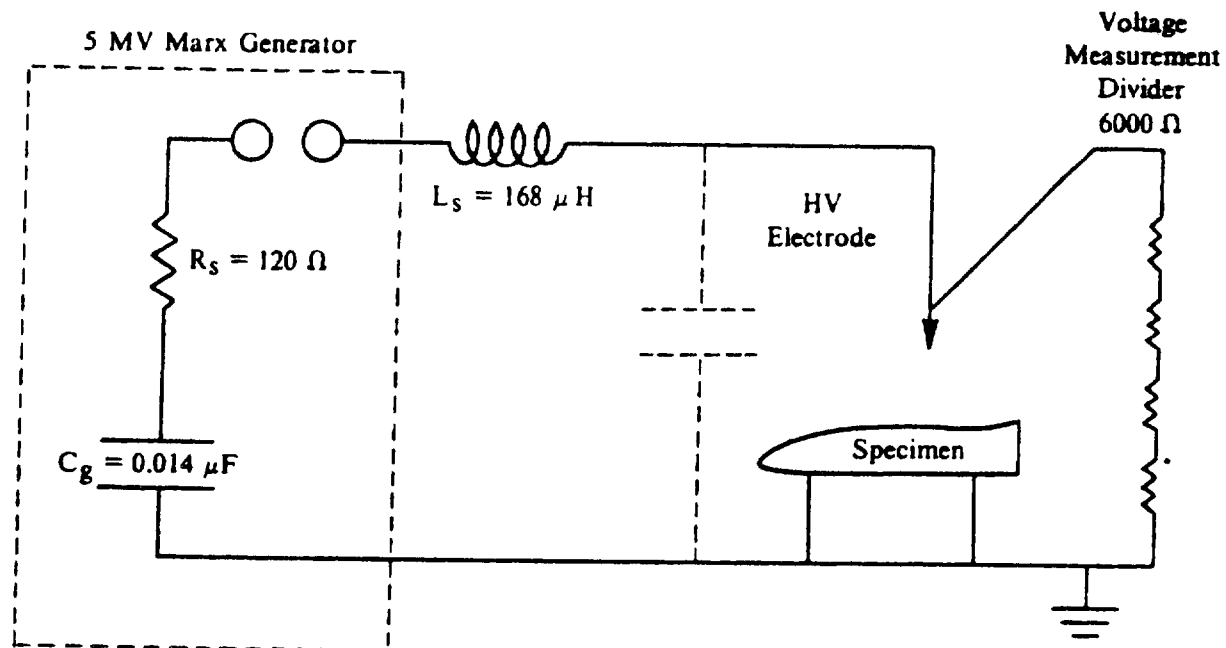 5 MV Marx Generator
Voltage
Measurement
Divider
6000 Ω
L_s = 168 μH
HV
Electrode
R_s = 120 Ω
C_g = 0.014 μF
Specimen